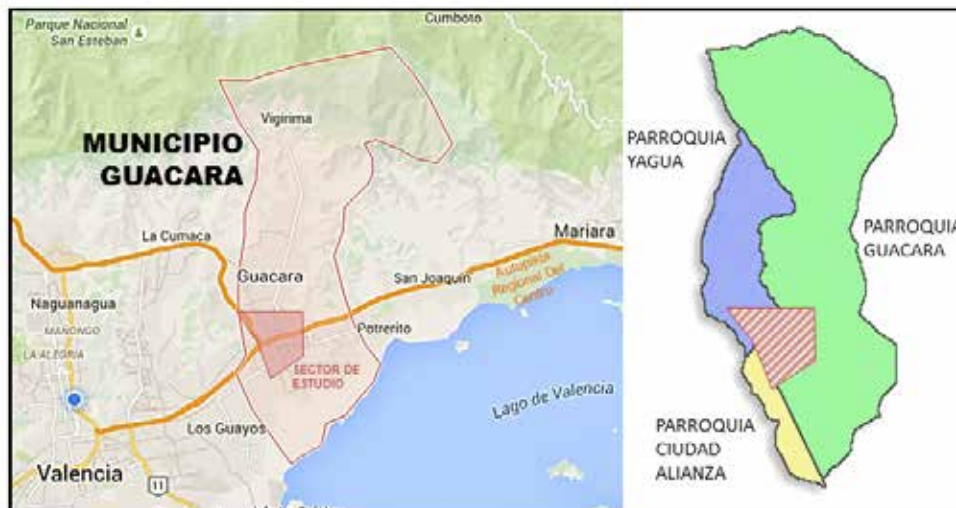 Parque Nacional
San Esteban
Cumboto
Vigirima
MUNICIPIO
GUACARA
La Cumaca
Guacara
Mariara
San Joaquin
Autopista
Regional Del
Centro
Naguanagua
MAÑONGO
LA ALEGRIA
Potrerito
SECTOR DE
ESTUDIO
Lago de Valencia
Los Guayos
Valencia
11
PARROQUIA
YAGUA
PARROQUIA
GUACARA
PARROQUIA
CIUDAD
ALIANZA